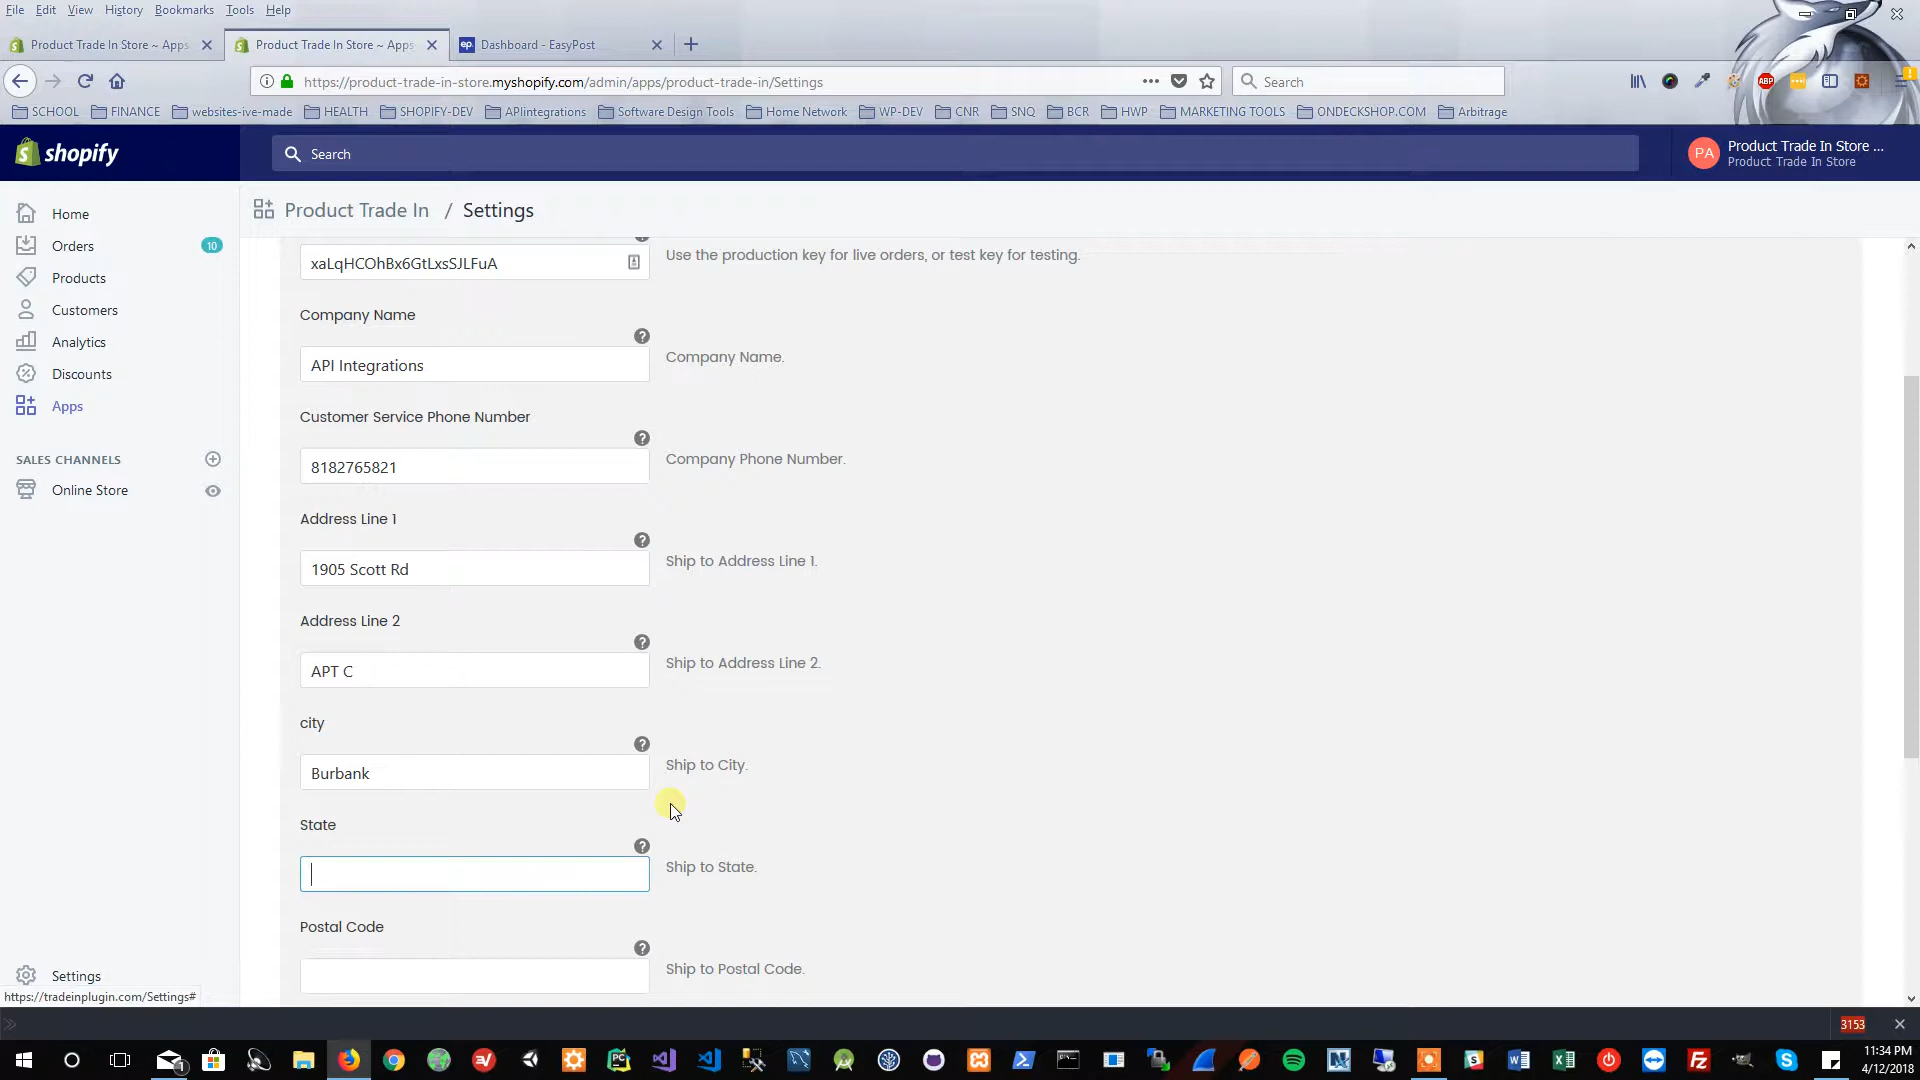 File Edit View History Bookmarks Tools Help
Product Trade In Store ~ Apps
Product Trade In Store ~ Apps
ep. Dashboard - EasyPost
https://product-trade-in-store.myshopify.com/admin/apps/product-trade-in/Settings
Search
SCHOOL FINANCE websites-ive-made HEALTH SHOPIFY-DEV APIintegrations Software Design Tools Home Network WP-DEV CNR SNQ BCR HWP MARKETING TOOLS ONDECKSHOP.COM Arbitrage
shopify
Search
PA
Product Trade In Store ...
Product Trade In Store
Home
Orders 10
Products
Customers
Analytics
Discounts
Apps
SALES CHANNELS
Online Store
Settings
https://tradeinplugin.com/Settings#
Product Trade In / Settings
xaLqHCOhBx6GtLxsSJLFuA
Use the production key for live orders, or test key for testing.
Company Name
API Integrations
Company Name.
Customer Service Phone Number
8182765821
Company Phone Number.
Address Line 1
1905 Scott Rd
Ship to Address Line 1.
Address Line 2
APT C
Ship to Address Line 2.
city
Burbank
Ship to City.
State
Ship to State.
Postal Code
Ship to Postal Code.
3153
11:34 PM
4/12/2018